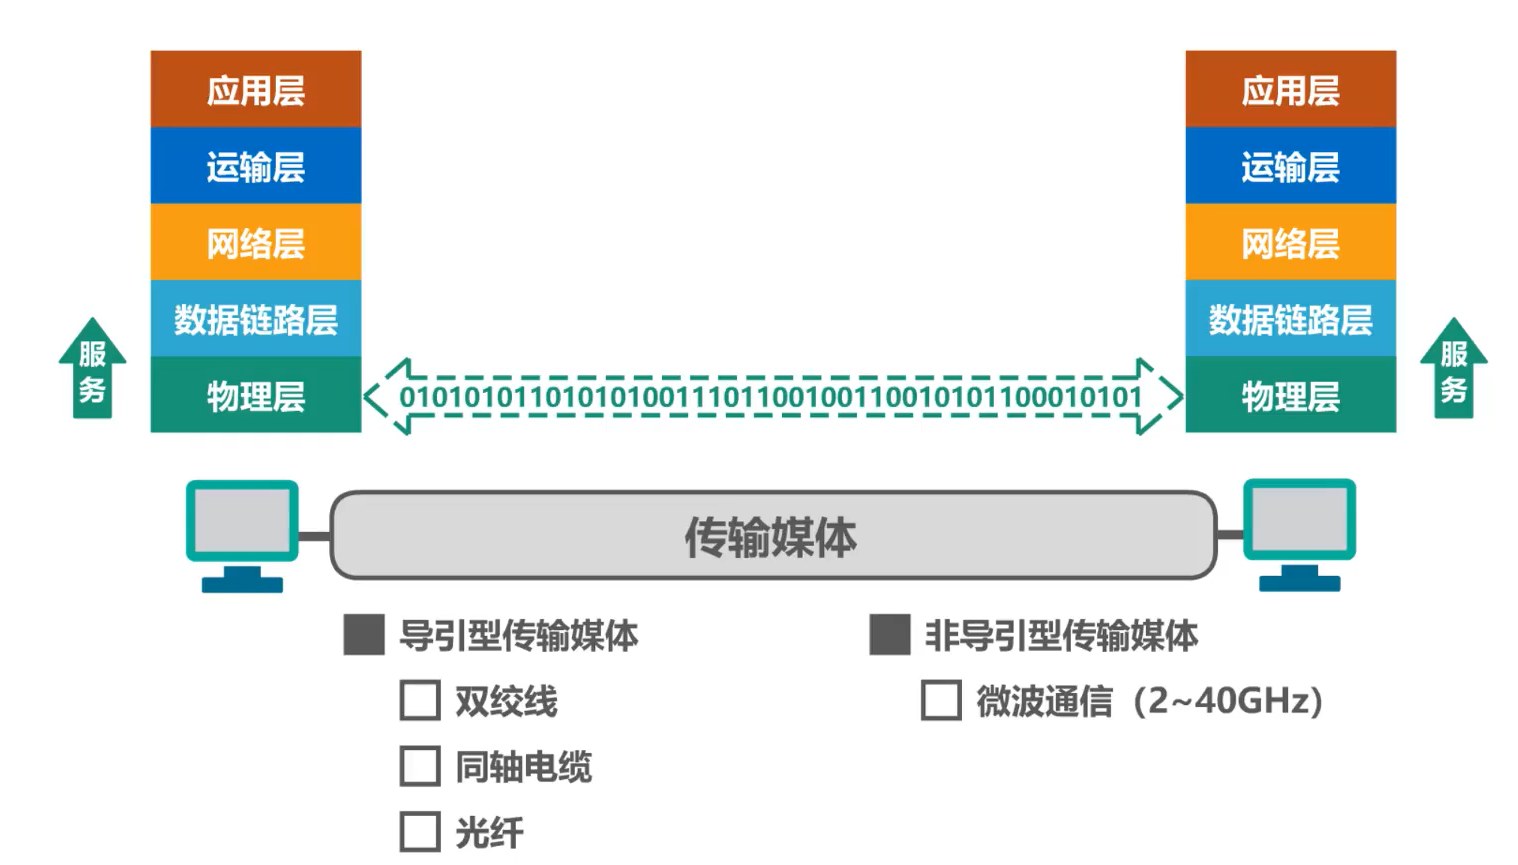 应用层
运输层
网络层
数据链路层
物理层
服务
应用层
运输层
网络层
数据链路层
物理层
服务
010101011010101001110110010011001010110001010​1
传输媒体
导引型传输媒体
双绞线
同轴电缆
光纤
非导引型传输媒体
微波通信（2~40GHz）